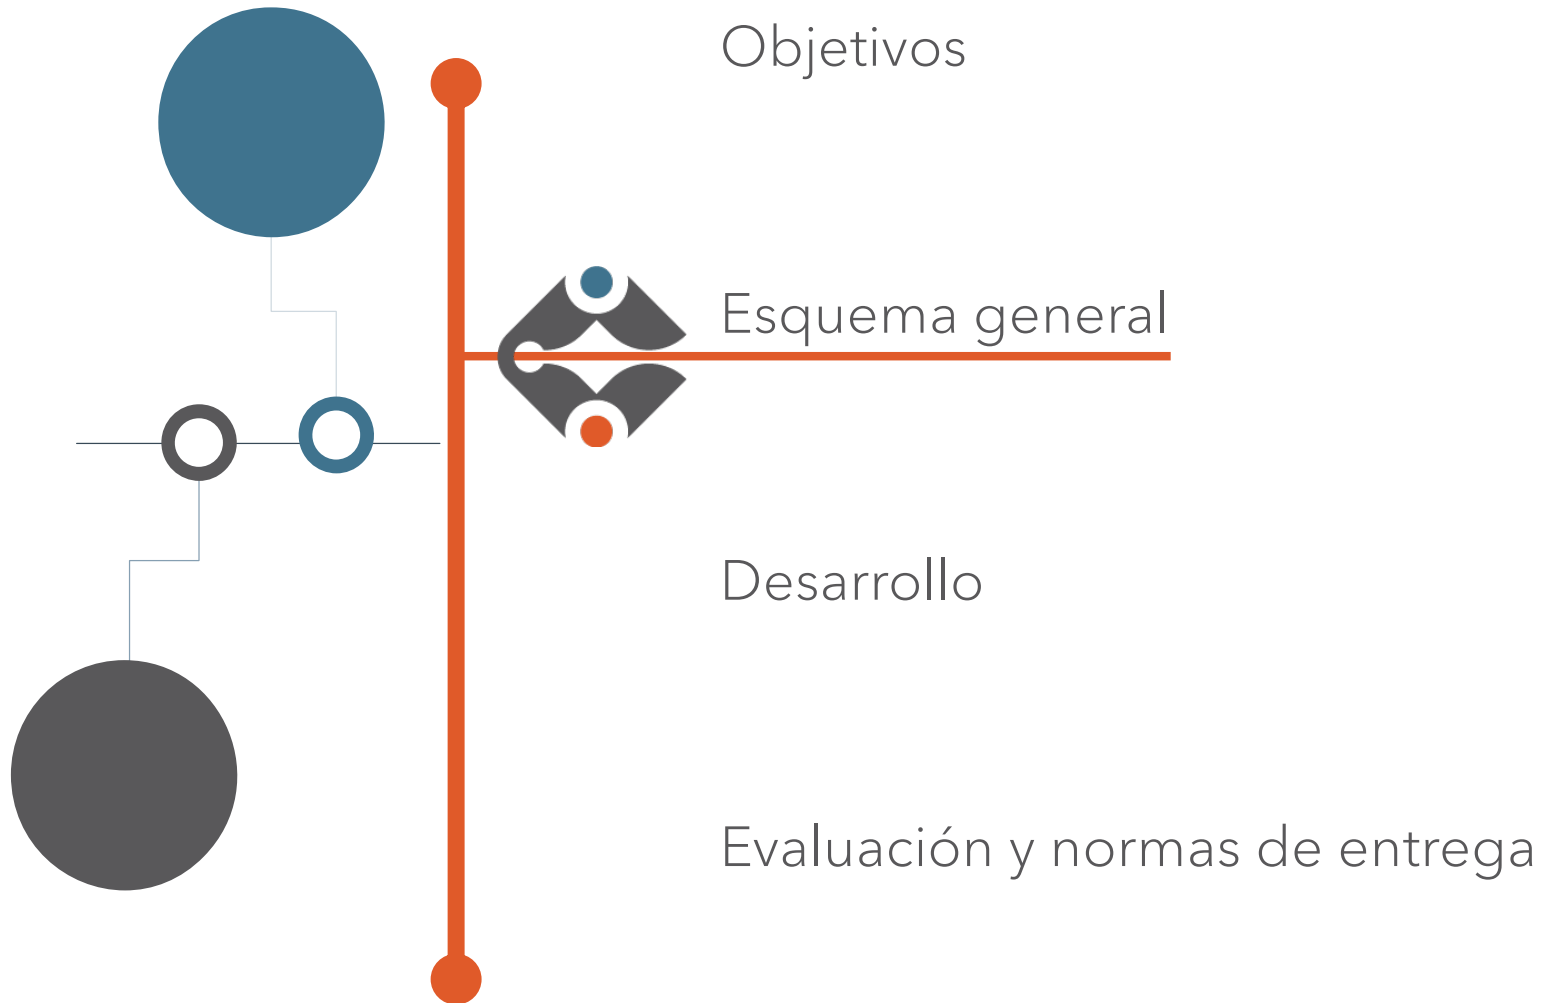 Objetivos
Esquema general
Desarrollo
Evaluación y normas de entrega